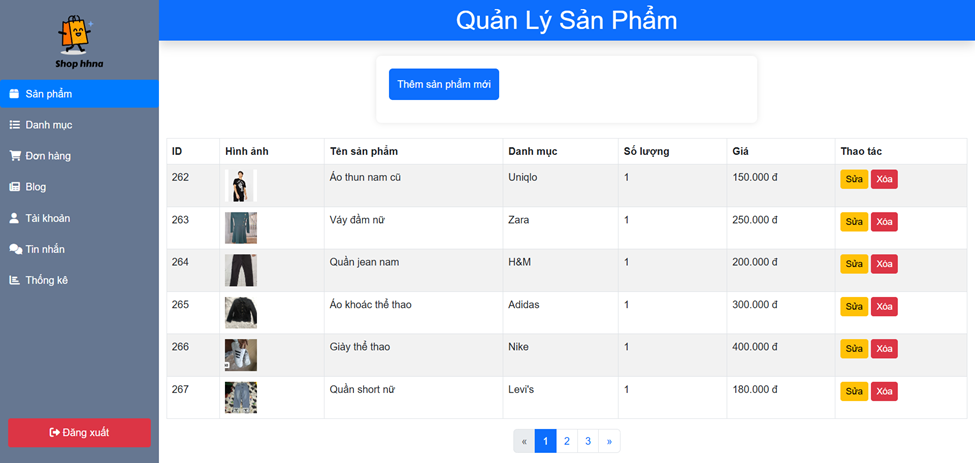 Quản Lý Sản Phẩm
Shop hhna
Sản phẩm
Danh mục
Đơn hàng
Blog
Tài khoản
Tin nhắn
Thống kê
Đăng xuất
Thêm sản phẩm mới
ID Hình ảnh Tên sản phẩm Danh mục Số lượng Giá Thao tác
262 Áo thun nam cũ Uniqlo 1 150.000 đ Sửa Xóa
263 Váy đầm nữ Zara 1 250.000 đ Sửa Xóa
264 Quần jean nam H&M 1 200.000 đ Sửa Xóa
265 Áo khoác thể thao Adidas 1 300.000 đ Sửa Xóa
266 Giày thể thao Nike 1 400.000 đ Sửa Xóa
267 Quần short nữ Levi's 1 180.000 đ Sửa Xóa
« 1 2 3 »